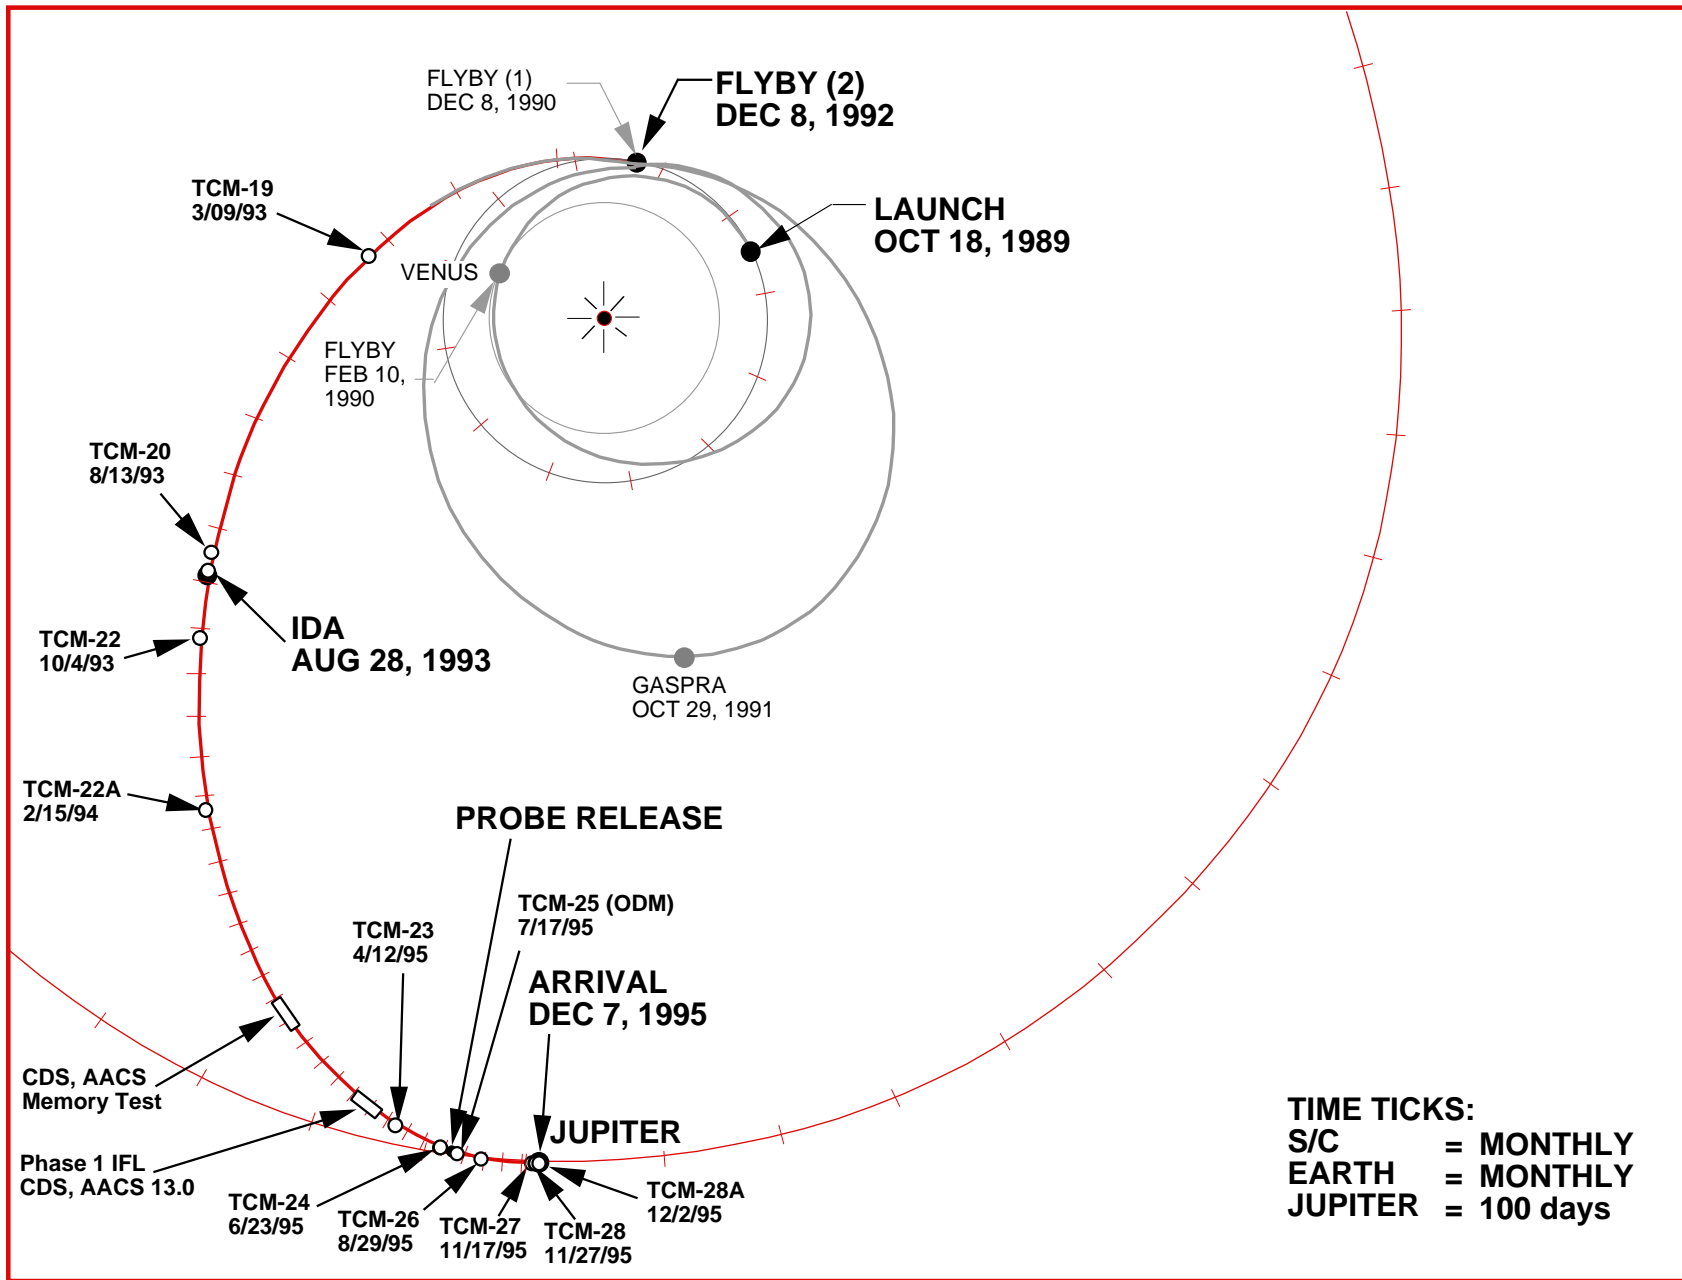 FLYBY (1)
DEC 8, 1990
FLYBY (2)
DEC 8, 1992
TCM-19
3/09/93
LAUNCH
OCT 18, 1989
VENUS
FLYBY
FEB 10,
1990
TCM-20
8/13/93
IDA
AUG 28, 1993
TCM-22
10/4/93
GASPRA
OCT 29, 1991
TCM-22A
2/15/94
PROBE RELEASE
TCM-25 (ODM)
7/17/95
TCM-23
4/12/95
ARRIVAL
DEC 7, 1995
CDS, AACS
Memory Test
JUPITER
Phase 1 IFL
CDS, AACS 13.0
TCM-24
6/23/95
TCM-26
8/29/95
TCM-27
11/17/95
TCM-28
11/27/95
TCM-28A
12/2/95
TIME TICKS:
S/C = MONTHLY
EARTH = MONTHLY
JUPITER = 100 days